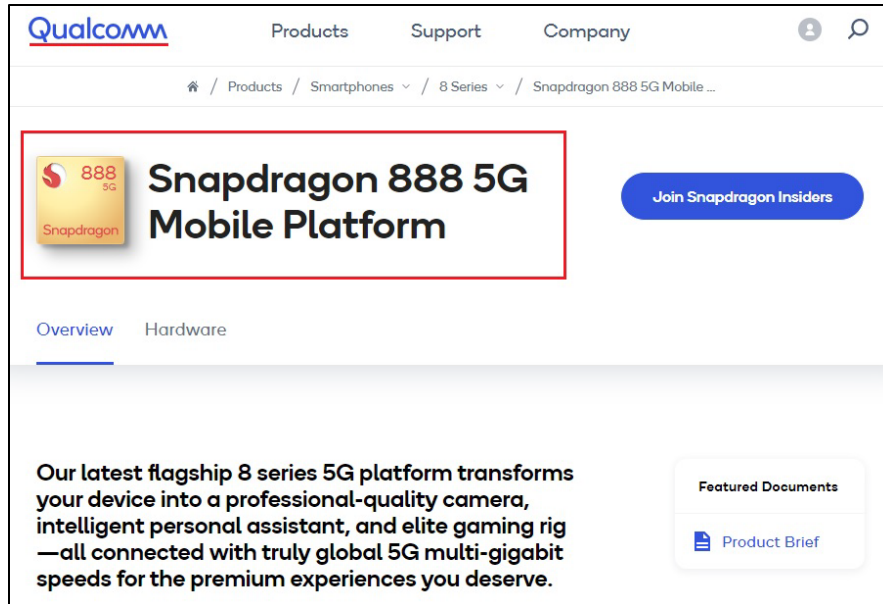 Qualcomm
Products Support Company
/ Products / Smartphones / 8 Series / Snapdragon 888 5G Mobile ...
888
5G
Snapdragon
Snapdragon 888 5G
Mobile Platform
Join Snapdragon Insiders
Overview Hardware
Our latest flagship 8 series 5G platform transforms
your device into a professional-quality camera,
intelligent personal assistant, and elite gaming rig
—all connected with truly global 5G multi-gigabit
speeds for the premium experiences you deserve.
Featured Documents
Product Brief